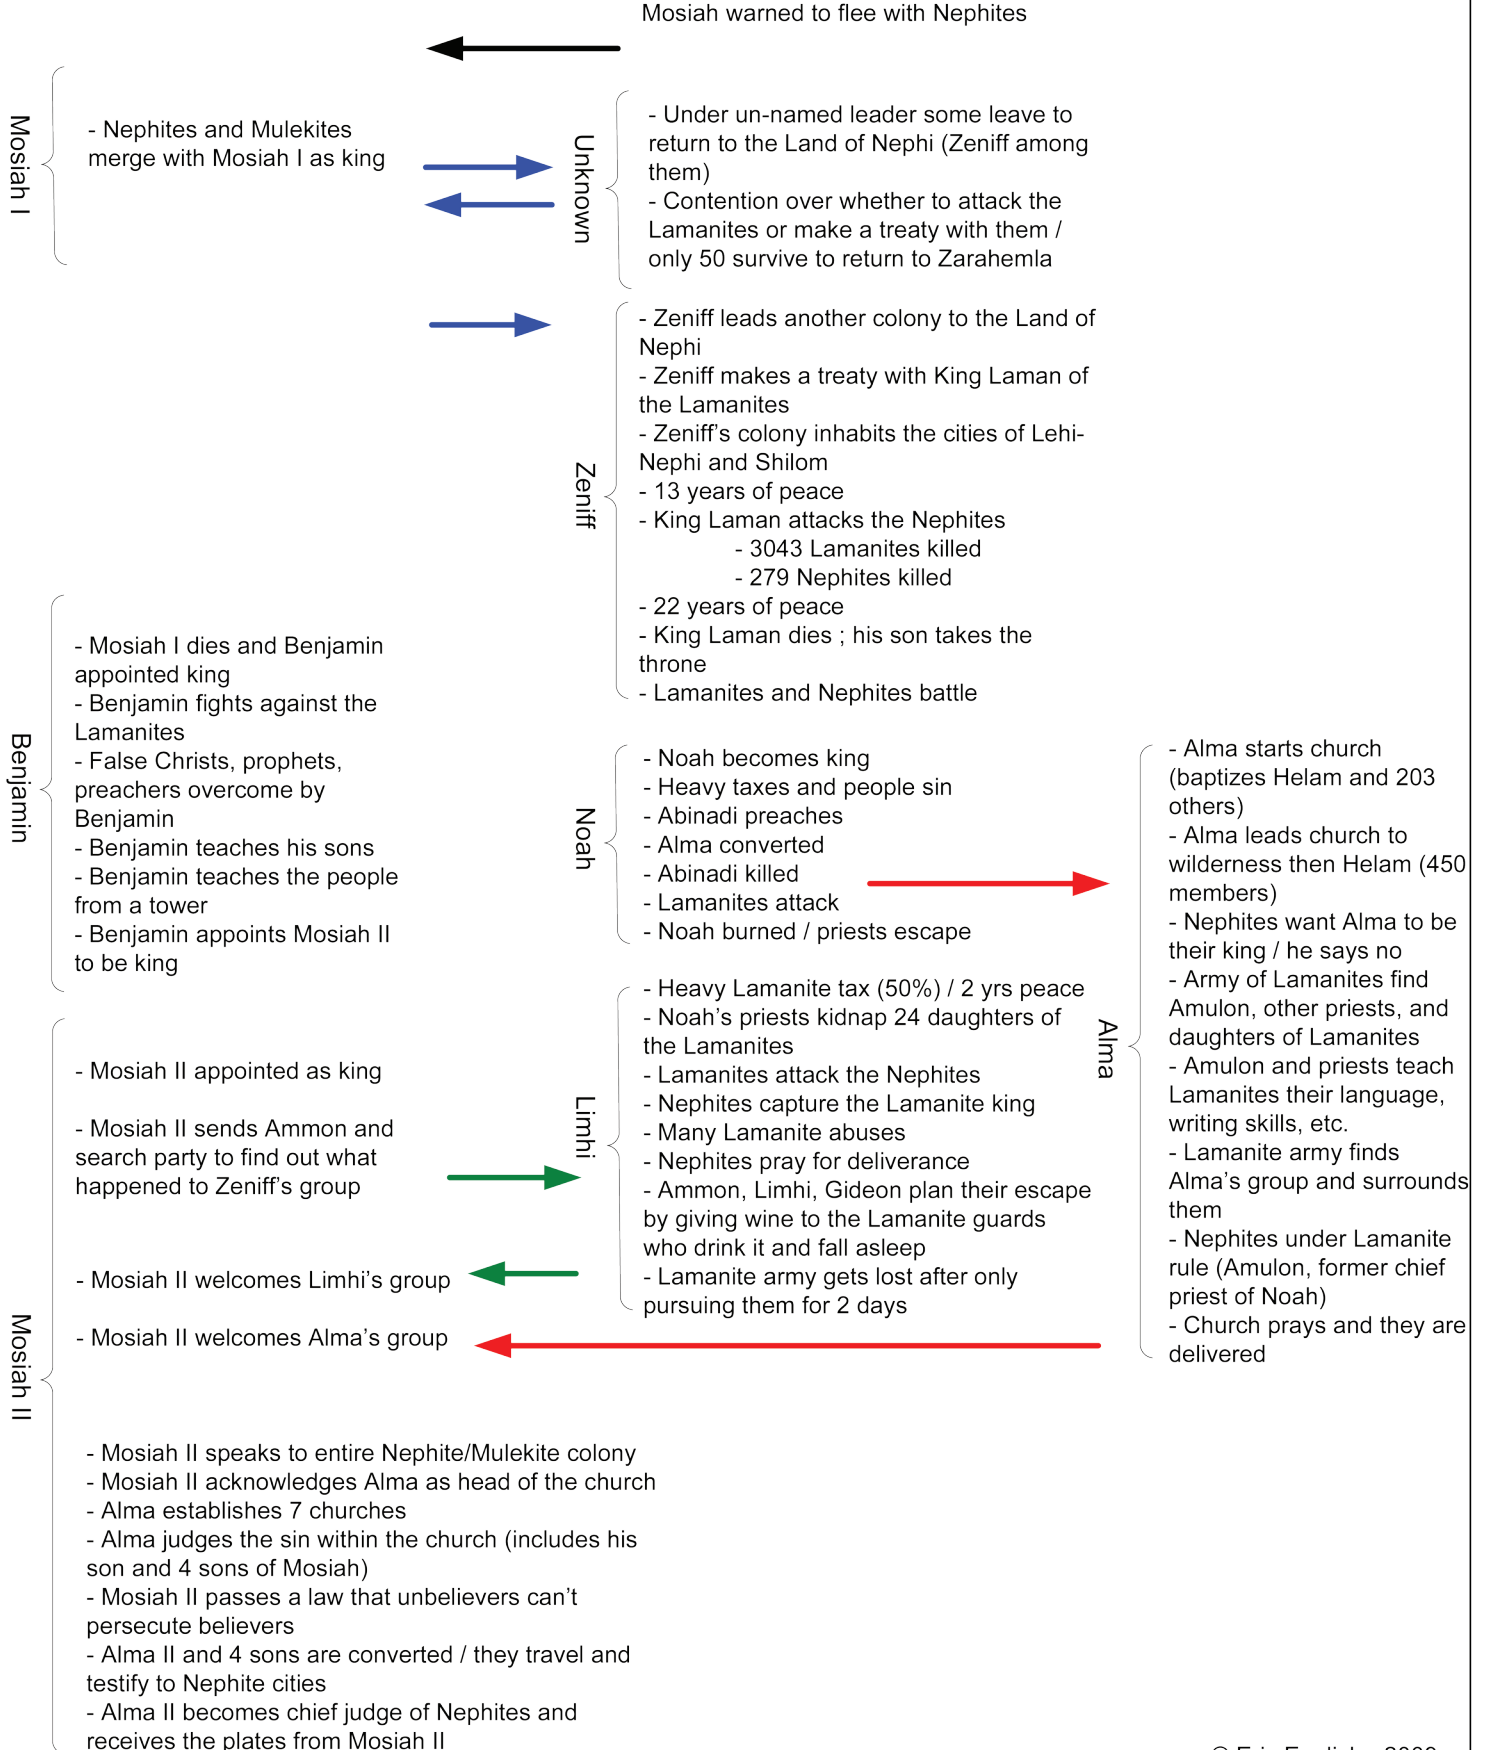 Mosiah warned to flee with Nephites
Mosiah I
- Nephites and Mulekites
merge with Mosiah I as king
Unknown
- Under un-named leader some leave to
return to the Land of Nephi (Zeniff among
them)
- Contention over whether to attack the
Lamanites or make a treaty with them /
only 50 survive to return to Zarahemla
Zeniff
- Zeniff leads another colony to the Land of
Nephi
- Zeniff makes a treaty with King Laman of
the Lamanites
- Zeniff's colony inhabits the cities of Lehi-
Nephi and Shilom
- 13 years of peace
- King Laman attacks the Nephites
- 3043 Lamanites killed
- 279 Nephites killed
- 22 years of peace
- King Laman dies ; his son takes the
throne
- Lamanites and Nephites battle
Benjamin
- Mosiah I dies and Benjamin
appointed king
- Benjamin fights against the
Lamanites
- False Christs, prophets,
preachers overcome by
Benjamin
- Benjamin teaches his sons
- Benjamin teaches the people
from a tower
- Benjamin appoints Mosiah II
to be king
Noah
- Noah becomes king
- Heavy taxes and people sin
- Abinadi preaches
- Alma converted
- Abinadi killed
- Lamanites attack
- Noah burned / priests escape
Alma
- Alma starts church
(baptizes Helam and 203
others)
- Alma leads church to
wilderness then Helam (450
members)
- Nephites want Alma to be
their king / he says no
- Army of Lamanites find
Amulon, other priests, and
daughters of Lamanites
- Amulon and priests teach
Lamanites their language,
writing skills, etc.
- Lamanite army finds
Alma's group and surrounds
them
- Nephites under Lamanite
rule (Amulon, former chief
priest of Noah)
- Church prays and they are
delivered
Limhi
- Heavy Lamanite tax (50%) / 2 yrs peace
- Noah's priests kidnap 24 daughters of
the Lamanites
- Lamanites attack the Nephites
- Nephites capture the Lamanite king
- Many Lamanite abuses
- Nephites pray for deliverance
- Ammon, Limhi, Gideon plan their escape
by giving wine to the Lamanite guards
who drink it and fall asleep
- Lamanite army gets lost after only
pursuing them for 2 days
Mosiah II
- Mosiah II appointed as king
- Mosiah II sends Ammon and
search party to find out what
happened to Zeniff's group
- Mosiah II welcomes Limhi's group
- Mosiah II welcomes Alma's group
- Mosiah II speaks to entire Nephite/Mulekite colony
- Mosiah II acknowledges Alma as head of the church
- Alma establishes 7 churches
- Alma judges the sin within the church (includes his
son and 4 sons of Mosiah)
- Mosiah II passes a law that unbelievers can't
persecute believers
- Alma II and 4 sons are converted / they travel and
testify to Nephite cities
- Alma II becomes chief judge of Nephites and
receives the plates from Mosiah II